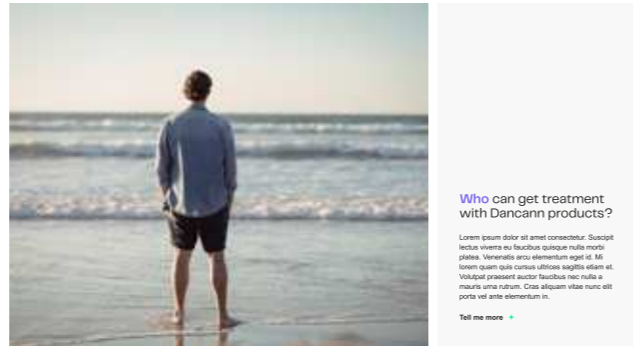 Who can get treatment
with Dancann products?
Lorem ipsum dolor sit amet consectetur. Suscipit
lectus viverra eu faucibus quisque nulla morbi
platea. Venenatis arcu elementum eget id. Mi
lorem quam quis cursus ultrices sagittis etiam et.
Volutpat praesent auctor faucibus nec nulla a
mauris urna rutrum. Cras aliquam vitae nunc elit
porta vel ante elementum in.
Tell me more +